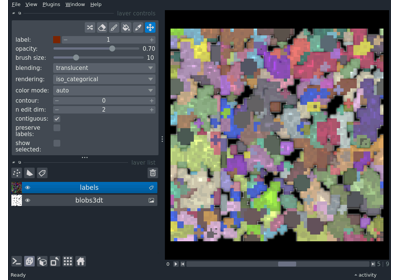 File View Plugins Window Help
layer controls
label: 1
opacity: 0.70
brush size: 10
blending: translucent
rendering: iso_categorical
color mode: auto
contour: 0
n edit dim: 2
contiguous:
preserve
labels:
show
selected:
layer list
labels
blobs3dt
activity